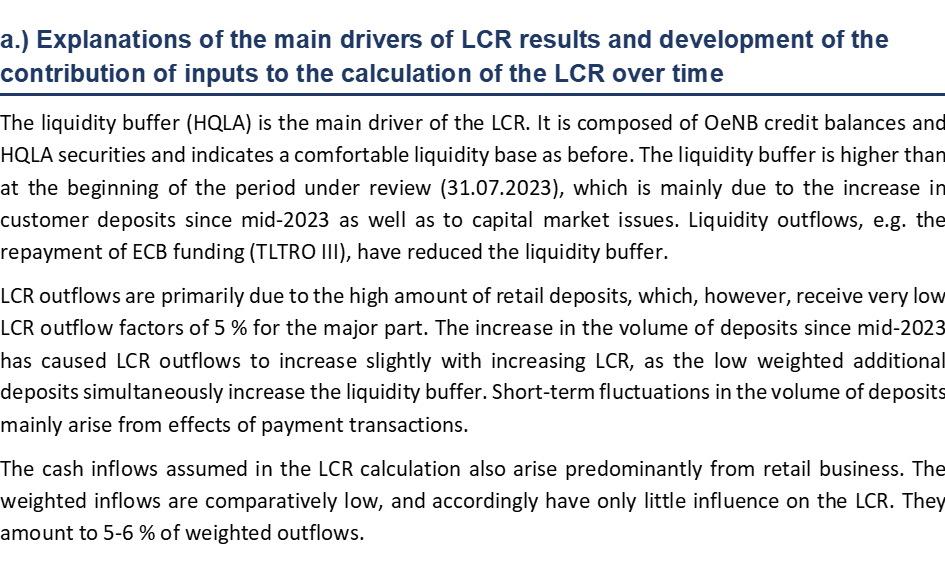 a.) Explanations of the main drivers of LCR results and development of the
contribution of inputs to the calculation of the LCR over time
The liquidity buffer (HQLA) is the main driver of the LCR. It is composed of OeNB credit balances and
HQLA securities and indicates a comfortable liquidity base as before. The liquidity buffer is higher than
at the beginning of the period under review (31.07.2023), which is mainly due to the increase in
customer deposits since mid-2023 as well as to capital market issues. Liquidity outflows, e.g. the
repayment of ECB funding (TLTRO III), have reduced the liquidity buffer.
LCR outflows are primarily due to the high amount of retail deposits, which, however, receive very low
LCR outflow factors of 5 % for the major part. The increase in the volume of deposits since mid-2023
has caused LCR outflows to increase slightly with increasing LCR, as the low weighted additional
deposits simultaneously increase the liquidity buffer. Short-term fluctuations in the volume of deposits
mainly arise from effects of payment transactions.
The cash inflows assumed in the LCR calculation also arise predominantly from retail business. The
weighted inflows are comparatively low, and accordingly have only little influence on the LCR. They
amount to 5-6 % of weighted outflows.